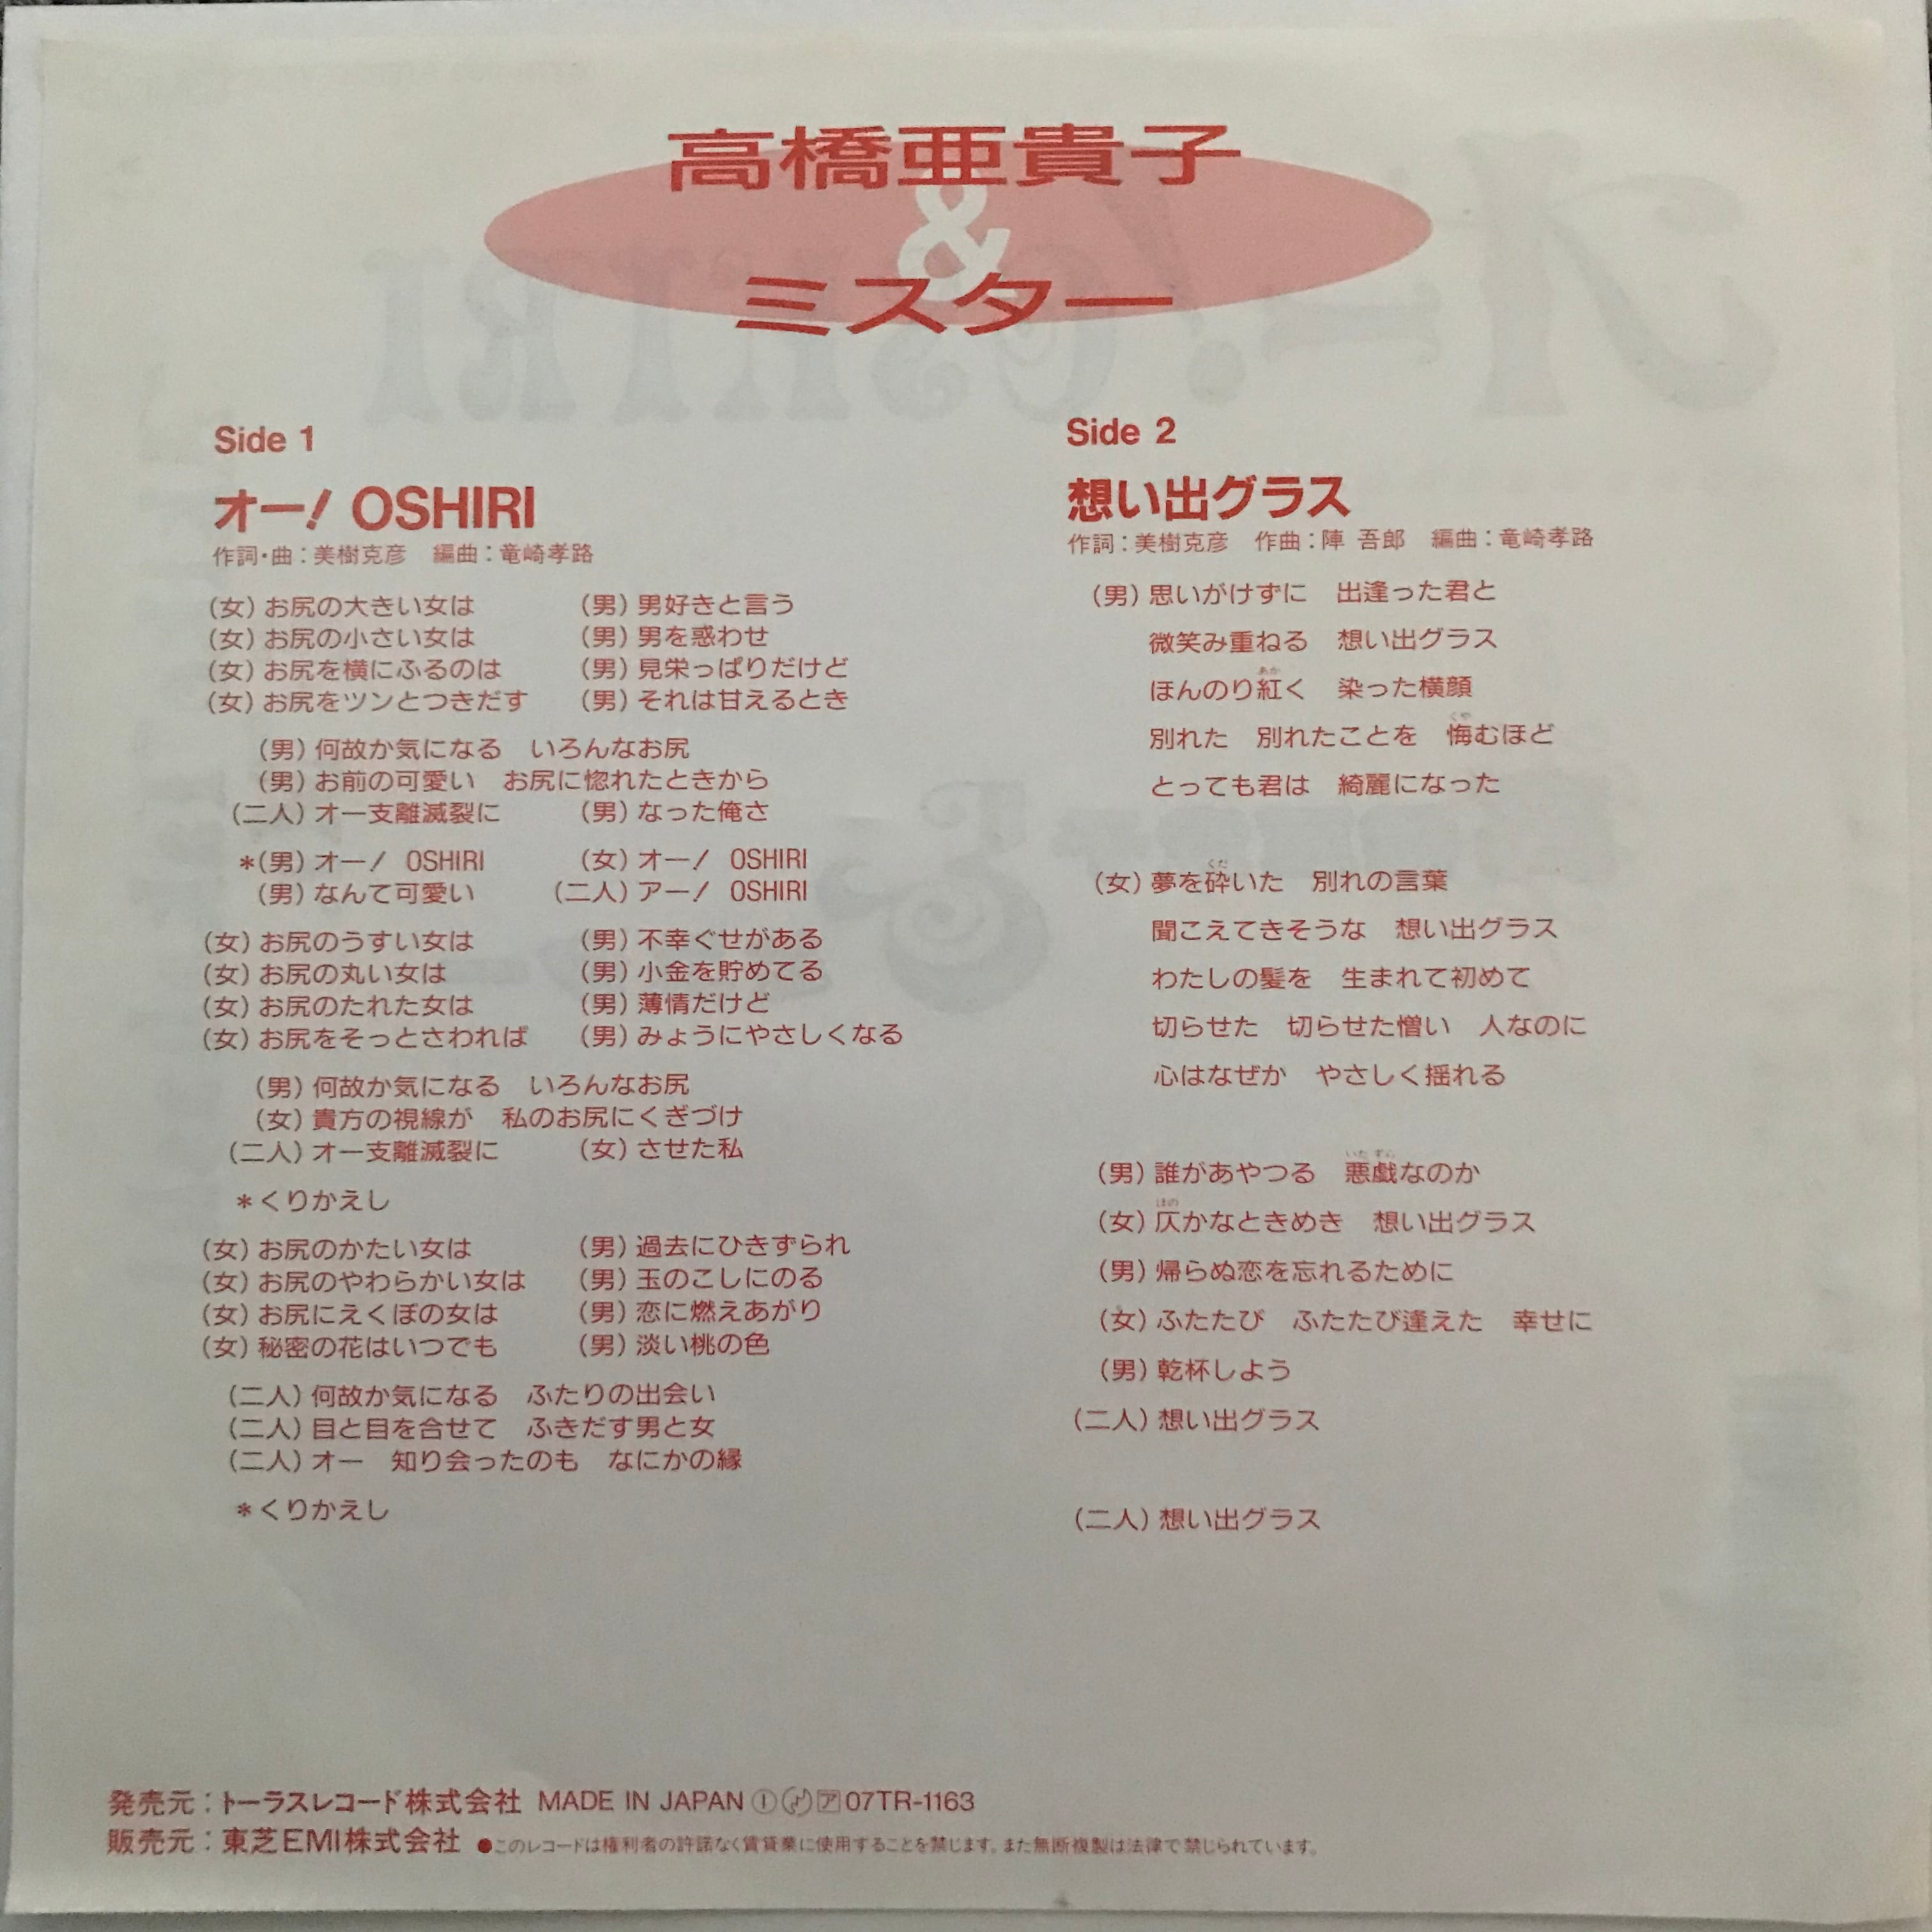 高橋亜貴子
&
ミスター
Side 1
オー! OSHIRI
作詞・曲：美樹克彦　編曲：竜崎孝路
(女) お尻の大きい女は　(男) 男好きと言う
(女) お尻の小さい女は　(男) 男を惑わせ
(女) お尻を横にふるのは　(男) 見栄っぱりだけど
(女) お尻をツンとつきだす　(男) それは甘えるとき
(男) 何故か気になる　いろんなお尻
(男) お前の可愛い　お尻に惚れたときから
(二人) オー支離滅裂に　(男) なった俺さ
*(男) オー! OSHIRI　(女) オー! OSHIRI
(男) なんて可愛い　(二人) アー! OSHIRI
(女) お尻のうすい女は　(男) 不幸ぐせがある
(女) お尻の丸い女は　(男) 小金を貯めてる
(女) お尻のたれた女は　(男) 薄情だけど
(女) お尻をそっとさわれば　(男) みょうにやさしくなる
(男) 何故か気になる　いろんなお尻
(女) 貴方の視線が　私のお尻にくぎづけ
(二人) オー支離滅裂に　(女) させた私
*くりかえし
(女) お尻のかたい女は　(男) 過去にひきずられ
(女) お尻のやわらかい女は　(男) 玉のこしにのる
(女) お尻にえくぼの女は　(男) 恋に燃えあがり
(女) 秘密の花はいつでも　(男) 淡い桃の色
(二人) 何故か気になる　ふたりの出会い
(二人) 目と目を合せて　ふきだす男と女
(二人) オー　知り会ったのも　なにかの縁
*くりかえし
Side 2
想い出グラス
作詞：美樹克彦　作曲：陣 吾郎　編曲：竜崎孝路
(男) 思いがけずに　出逢った君と
微笑み重ねる　想い出グラス
あか
ほんのり紅く　染った横顔
くや
別れた　別れたことを　悔むほど
とっても君は　綺麗になった
くだ
(女) 夢を砕いた　別れの言葉
聞こえてきそうな　想い出グラス
わたしの髪を　生まれて初めて
切らせた　切らせた憎い　人なのに
心はなぜか　やさしく揺れる
いた ずら
(男) 誰があやつる　悪戯なのか
ほの
(女) 仄かなときめき　想い出グラス
(男) 帰らぬ恋を忘れるために
(女) ふたたび　ふたたび逢えた　幸せに
(男) 乾杯しよう
(二人) 想い出グラス
(二人) 想い出グラス
発売元：トーラスレコード株式会社 MADE IN JAPAN Ⓘ ア 07TR-1163
販売元：東芝EMI株式会社 ●このレコードは権利者の許諾なく賃貸業に使用することを禁じます。また無断複製は法律で禁じられています。